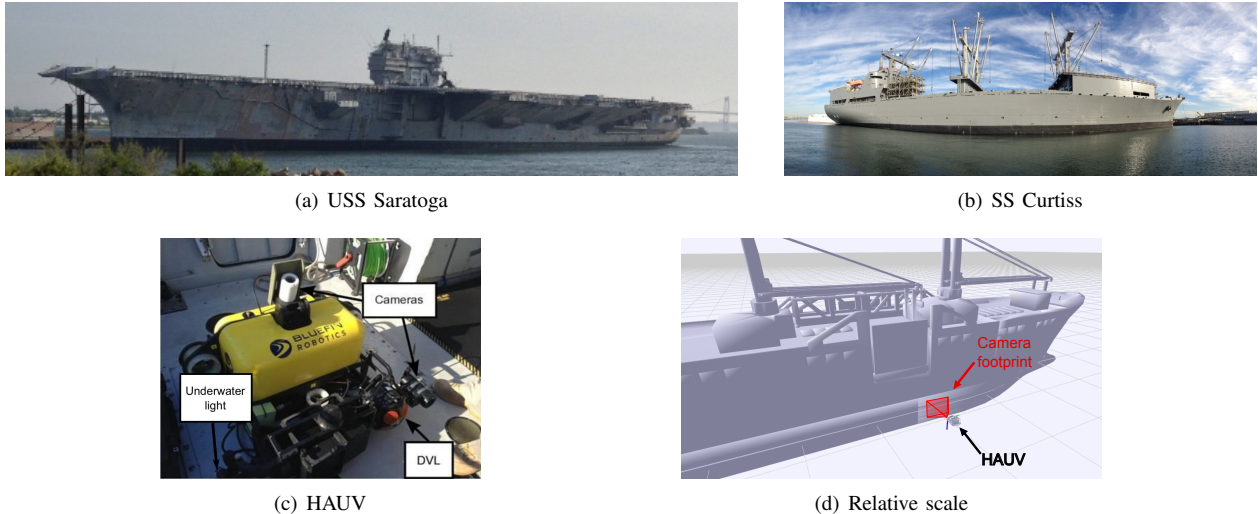 (a) USS Saratoga
(b) SS Curtiss
Cameras
BLUEFIN
ROBOTICS
Underwater
light
DVL
Camera
footprint
HAUV
(c) HAUV
(d) Relative scale